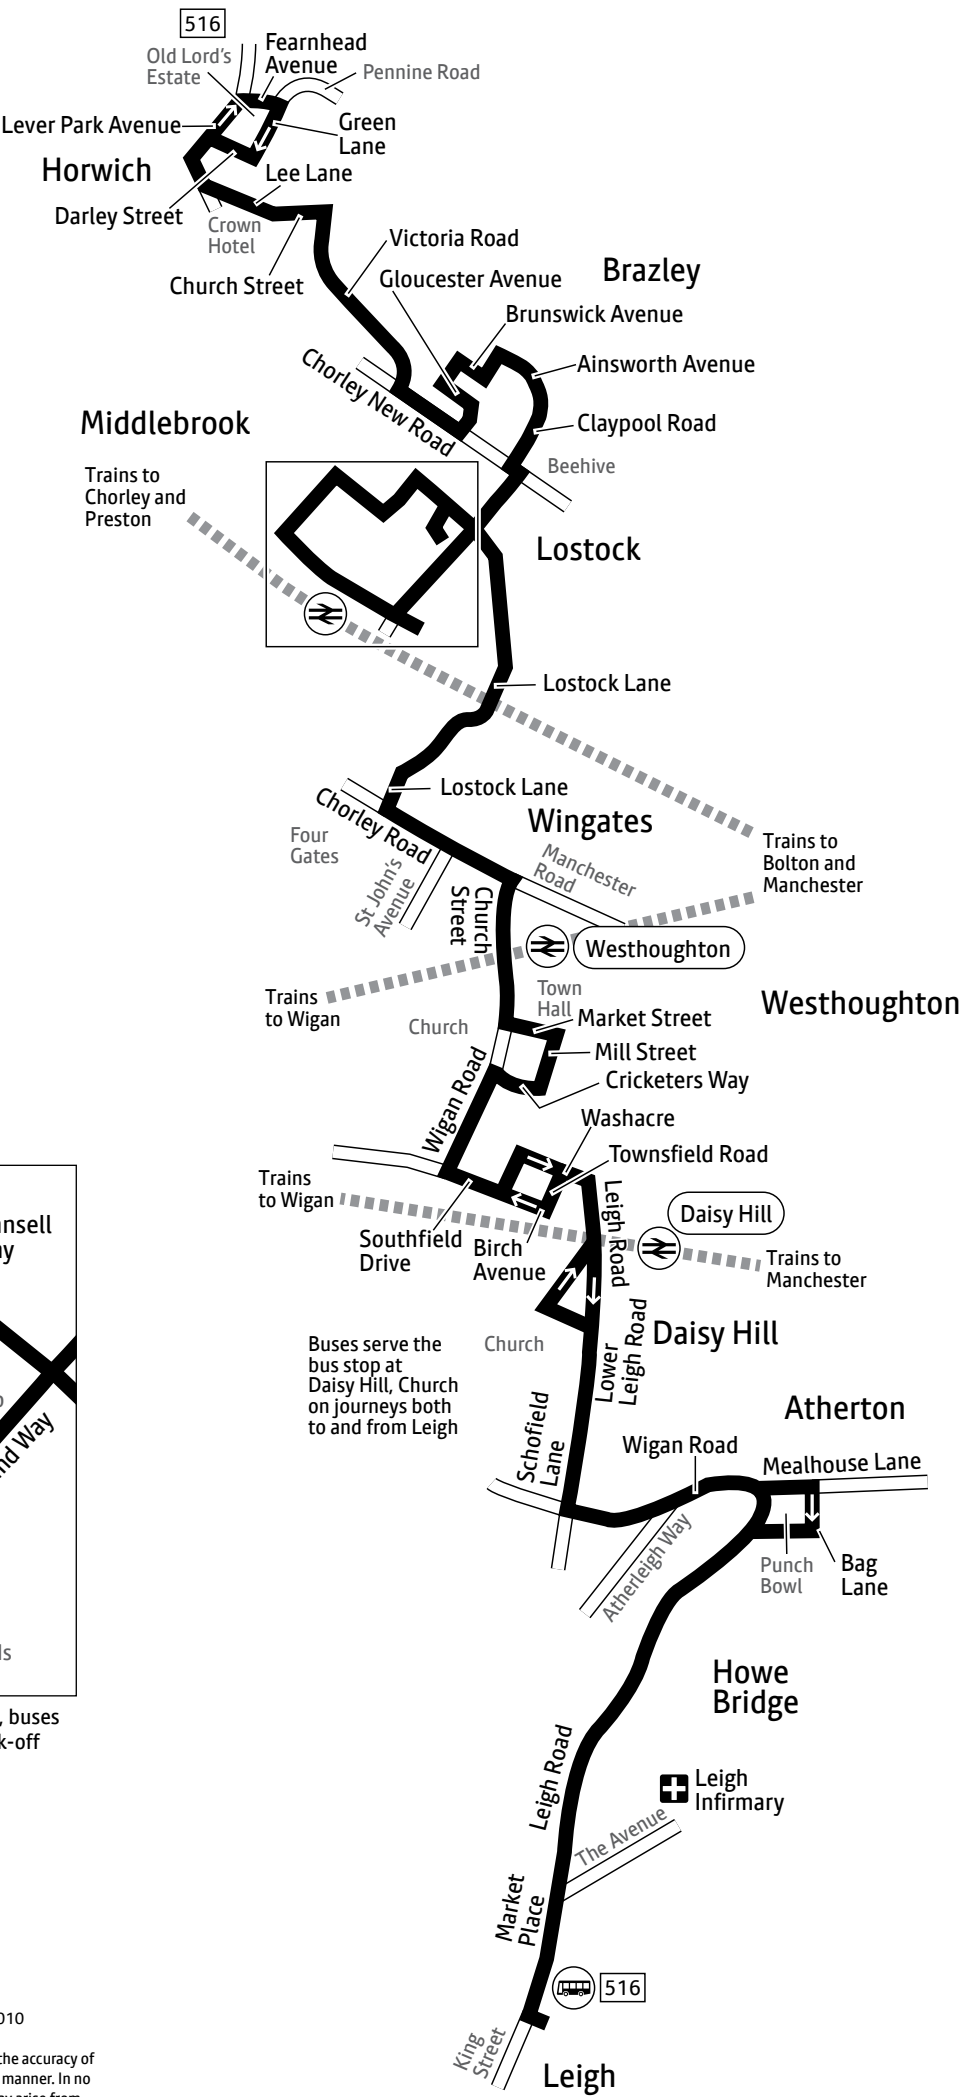 516
Old Lord's
Estate
Fearnhead
Avenue
Pennine Road
Lever Park Avenue
Green
Lane
Horwich
Lee Lane
Darley Street
Crown
Hotel
Church Street
Victoria Road
Gloucester Avenue
Brazley
Brunswick Avenue
Ainsworth Avenue
Chorley New Road
Claypool Road
Middlebrook
Beehive
Trains to
Chorley and
Preston
Lostock
Lostock Lane
Lostock Lane
Chorley Road
Wingates
Four
Gates
St John's
Avenue
Manchester
Road
Trains to
Bolton and
Manchester
Church
Street
Westhoughton
Trains
to Wigan
Town
Hall
Westhoughton
Church
Market Street
Mill Street
Cricketers Way
Wigan Road
Washacre
Townsfield Road
Trains
to Wigan
Leigh Road
Daisy Hill
Southfield
Drive
Birch
Avenue
Trains to
Manchester
Buses serve the
bus stop at
Daisy Hill, Church
on journeys both
to and from Leigh
Church
Lower
Leigh Road
Daisy Hill
Schofield
Lane
Atherton
Wigan Road
Mealhouse Lane
Atherleigh Way
Punch
Bowl
Bag
Lane
Howe
Bridge
, buses
Leigh Road
Leigh
Infirmary
The Avenue
Market
Place
516
King
Street
Leigh
the accuracy of
manner. In no